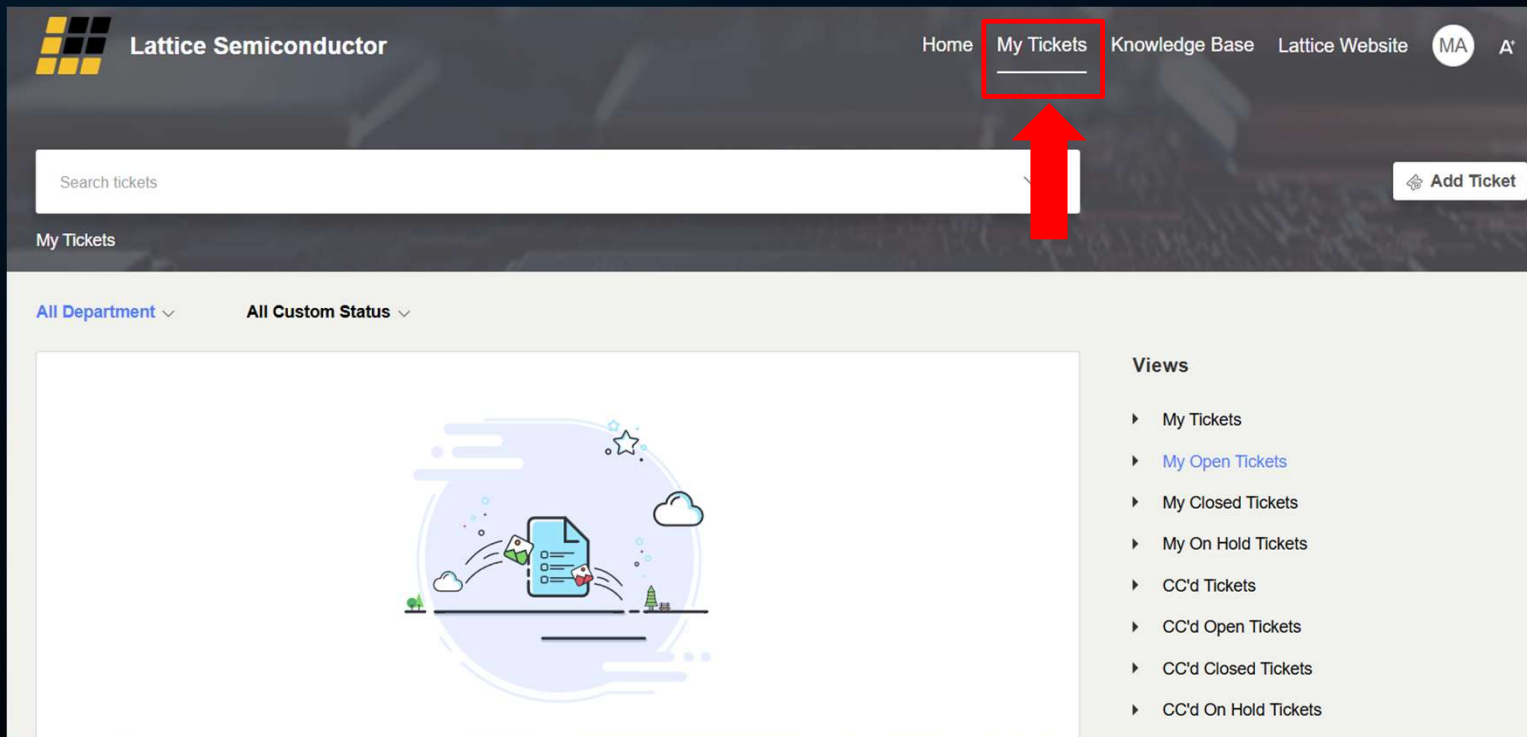 Lattice Semiconductor
Home My Tickets Knowledge Base Lattice Website MA A+
Search tickets
Add Ticket
My Tickets
All Department All Custom Status
Views
My Tickets
My Open Tickets
My Closed Tickets
My On Hold Tickets
CC'd Tickets
CC'd Open Tickets
CC'd Closed Tickets
CC'd On Hold Tickets